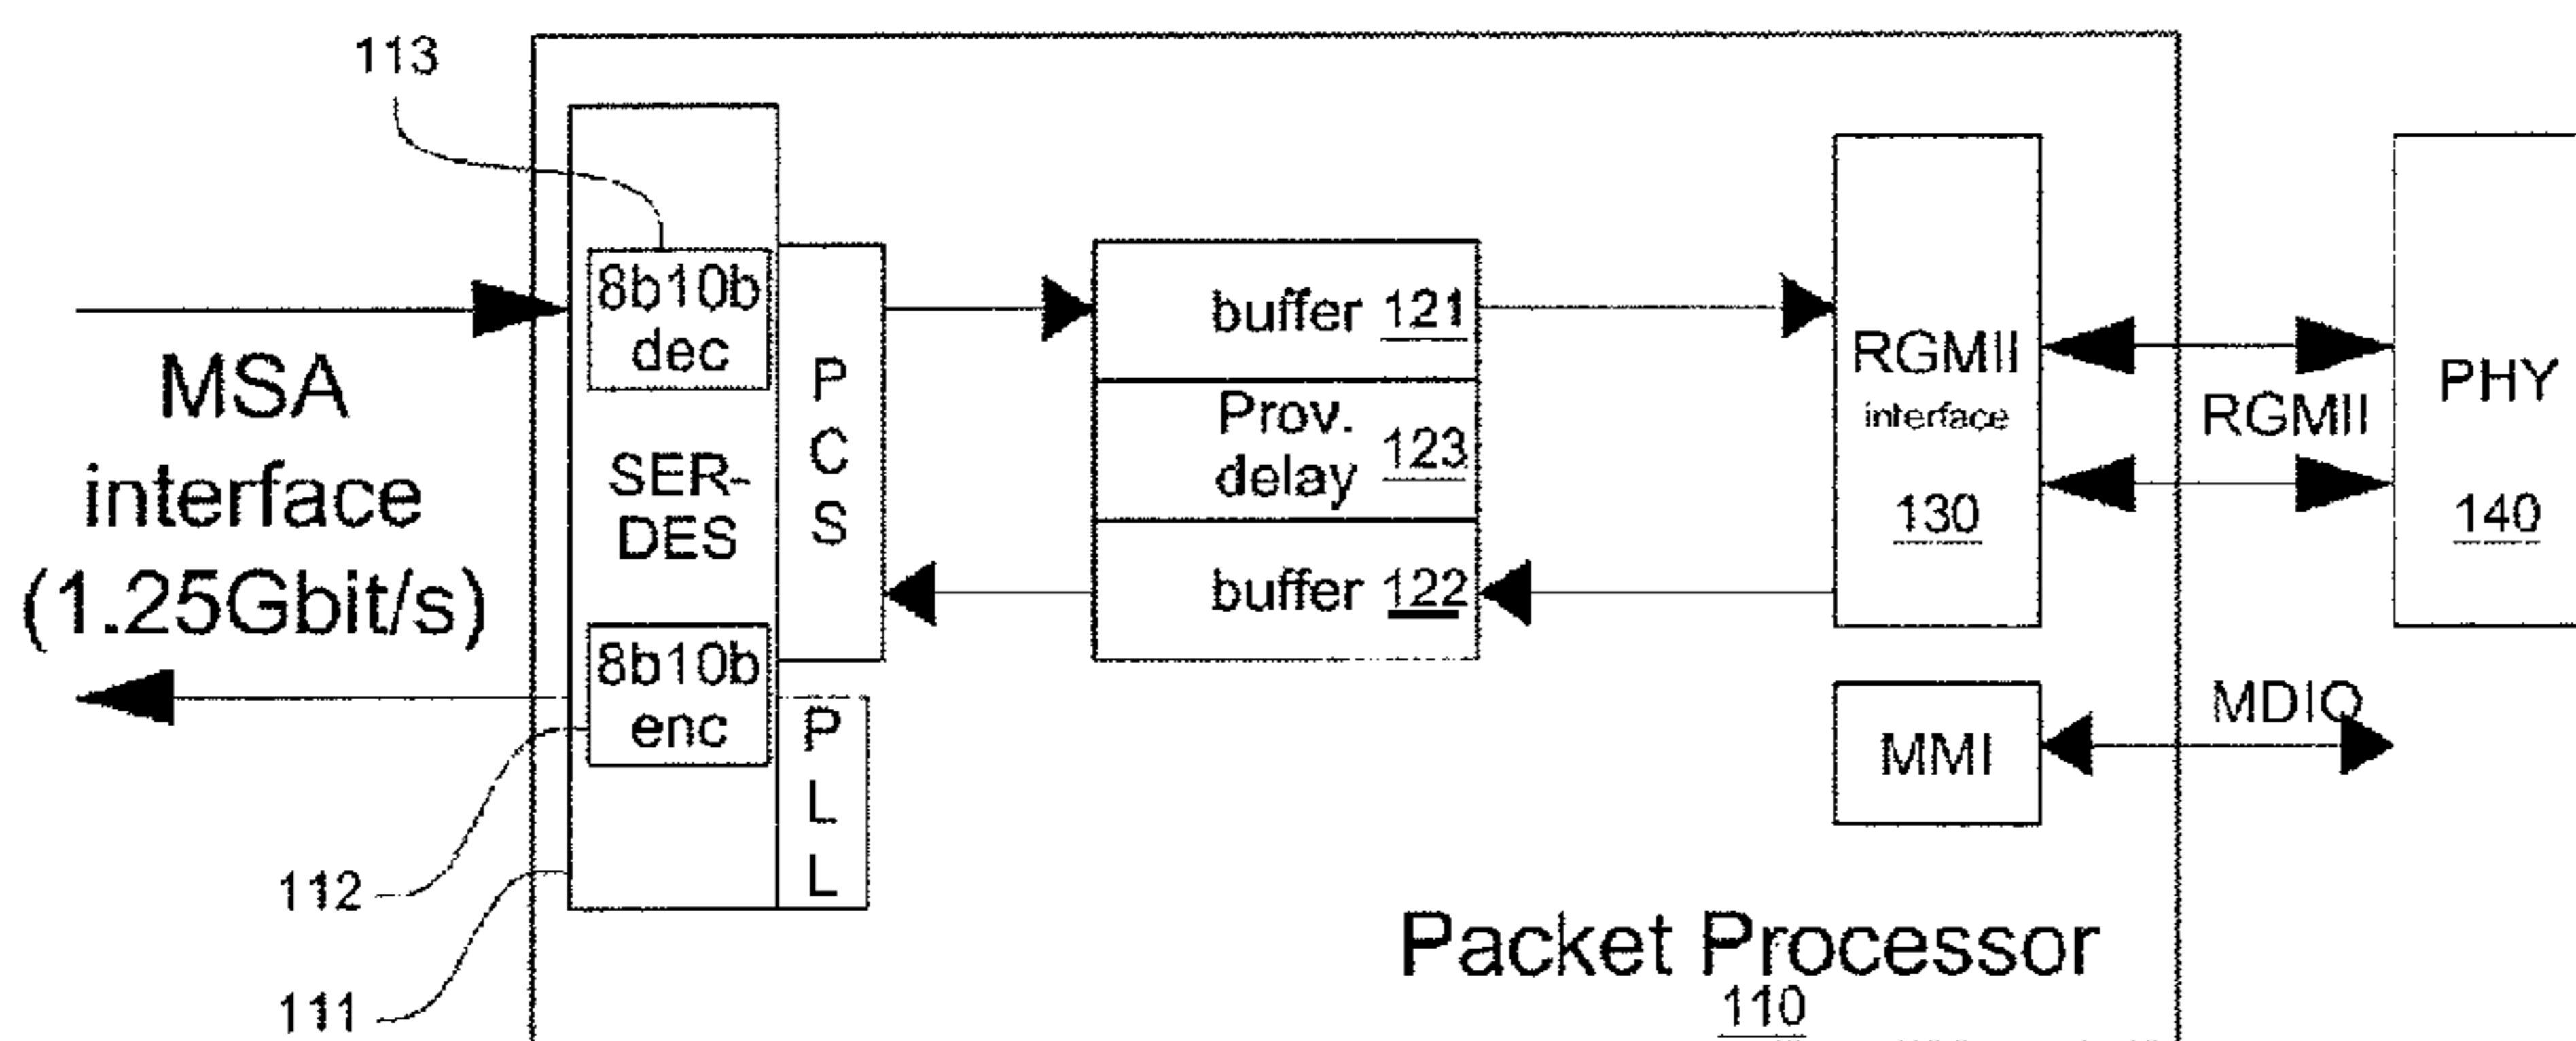 113
8b10b
dec
MSA
interface
(1.25Gbit/s)
SER-
DES
8b10b
enc
P
C
S
P
L
L
112
111
buffer 121
Prov.
delay 123
buffer 122
RGMII
interface
130
RGMII
PHY
140
MMI
MDIO
Packet Processor
110